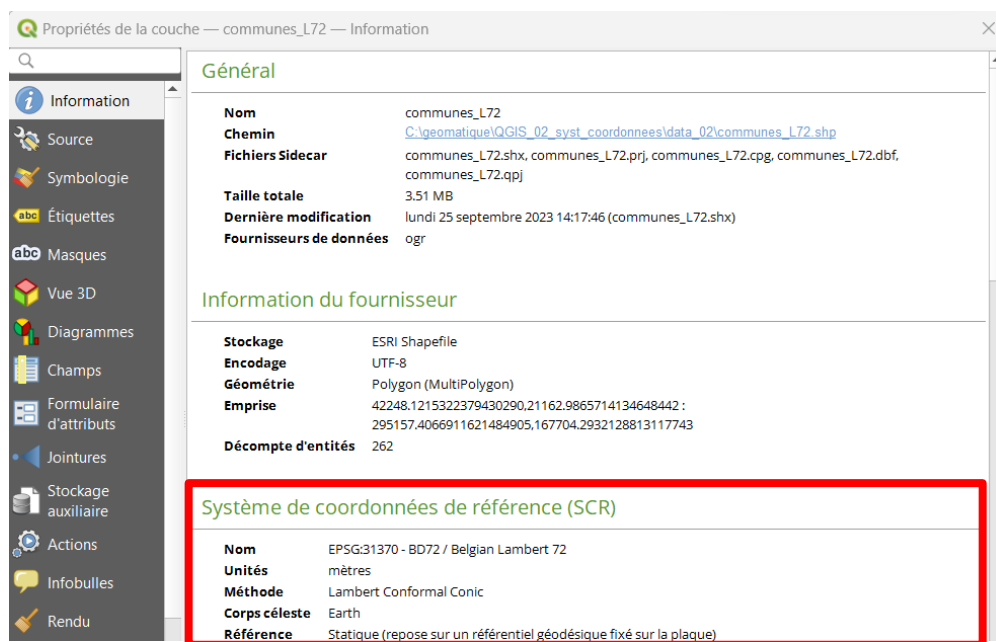 Propriétés de la couche — communes_L72 — Information
Information
Source
Symbologie
abc Étiquettes
abc Masques
Vue 3D
Diagrammes
Champs
Formulaire
d'attributs
Jointures
Stockage
auxiliaire
Actions
Infobulles
Rendu
Général
Nom communes_L72
Chemin C:\geomatique\QGIS_02_syst_coordonnees\data_02\communes_L72.shp
Fichiers Sidecar communes_L72.shx, communes_L72.prj, communes_L72.cpg, communes_L72.dbf,
communes_L72.qpj
Taille totale 3.51 MB
Dernière modification lundi 25 septembre 2023 14:17:46 (communes_L72.shx)
Fournisseurs de données ogr
Information du fournisseur
Stockage ESRI Shapefile
Encodage UTF-8
Géométrie Polygon (MultiPolygon)
Emprise 42248.1215322379430290,21162.9865714134648442 :
295157.4066911621484905,167704.2932128813117743
Décompte d'entités 262
Système de coordonnées de référence (SCR)
Nom EPSG:31370 - BD72 / Belgian Lambert 72
Unités mètres
Méthode Lambert Conformal Conic
Corps céleste Earth
Référence Statique (repose sur un référentiel géodésique fixé sur la plaque)